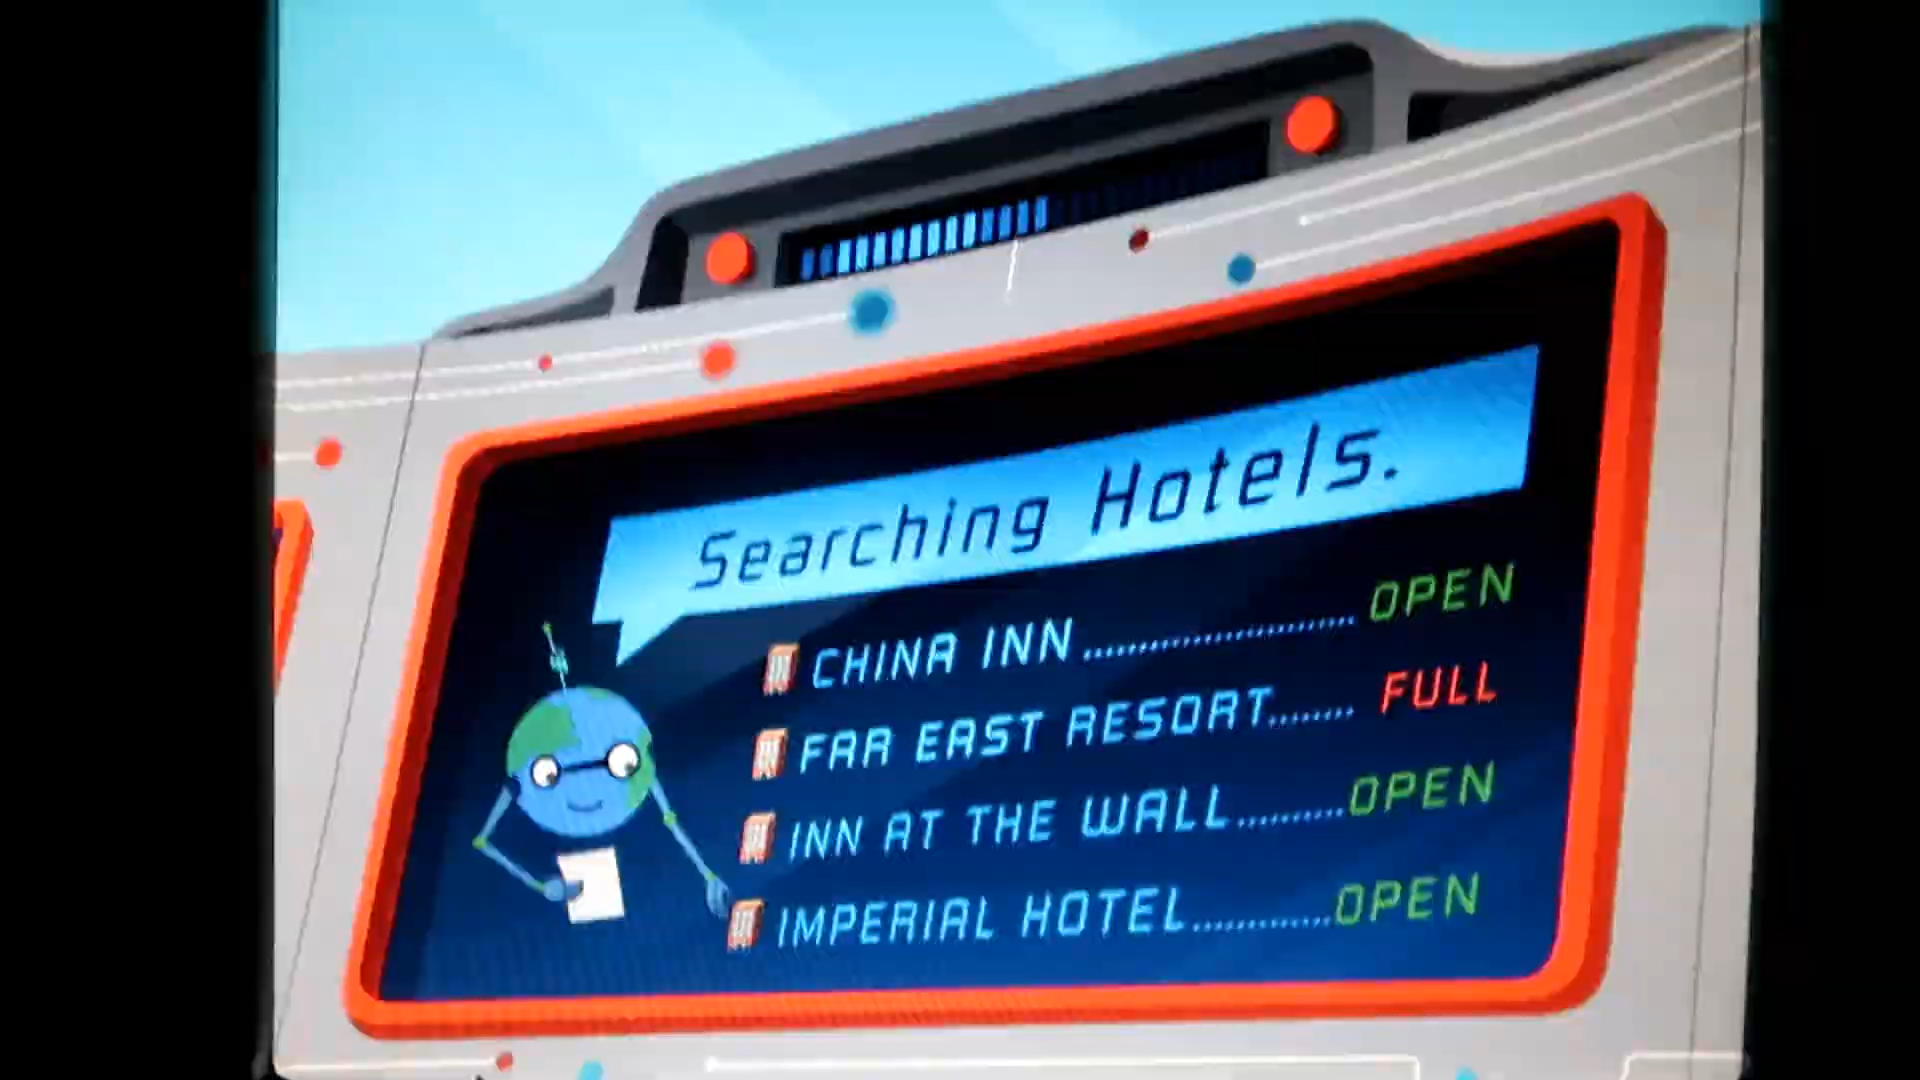 Searching Hotels.
CHINA INN........................ OPEN
FAR EAST RESORT........ FULL
INN AT THE WALL..........OPEN
IMPERIAL HOTEL............OPEN